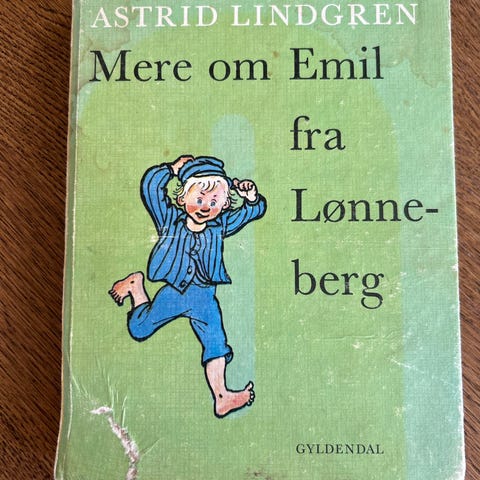 ASTRID LINDGREN
Mere om Emil
fra
Lønne-
berg
GYLDENDAL